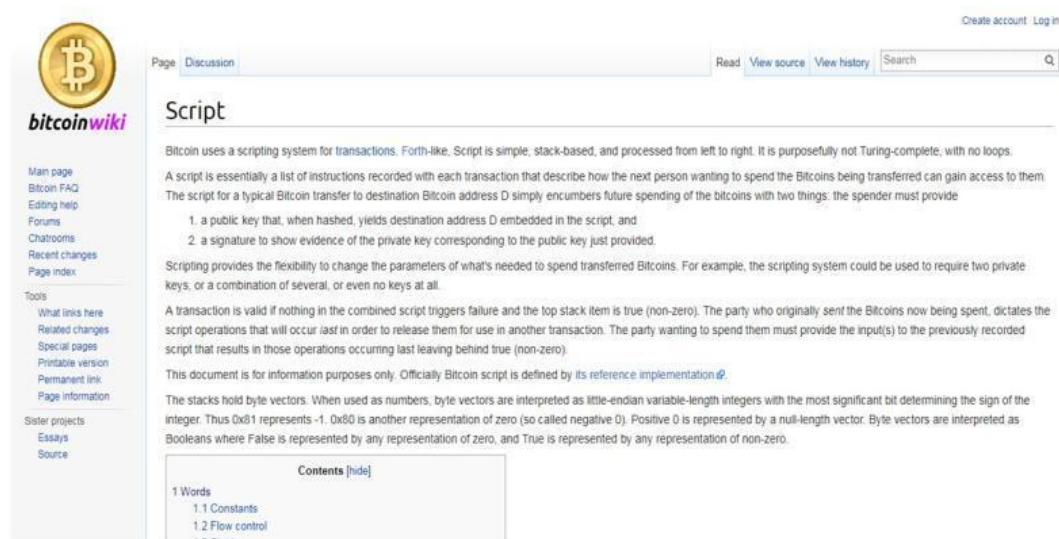 Create account Log in
bitcoinwiki
Page Discussion Read View source View history Search
Script
Bitcoin uses a scripting system for transactions. Forth-like, Script is simple, stack-based, and processed from left to right. It is purposefully not Turing-complete, with no loops.
A script is essentially a list of instructions recorded with each transaction that describe how the next person wanting to spend the Bitcoins being transferred can gain access to them.
The script for a typical Bitcoin transfer to destination Bitcoin address D simply encumbers future spending of the bitcoins with two things: the spender must provide
1. a public key that, when hashed, yields destination address D embedded in the script, and
2. a signature to show evidence of the private key corresponding to the public key just provided.
Scripting provides the flexibility to change the parameters of what's needed to spend transferred Bitcoins. For example, the scripting system could be used to require two private
keys, or a combination of several, or even no keys at all.
A transaction is valid if nothing in the combined script triggers failure and the top stack item is true (non-zero). The party who originally sent the Bitcoins now being spent, dictates the
script operations that will occur last in order to release them for use in another transaction. The party wanting to spend them must provide the input(s) to the previously recorded
script that results in those operations occurring last leaving behind true (non-zero).
This document is for information purposes only. Officially Bitcoin script is defined by its reference implementation.
The stacks hold byte vectors. When used as numbers, byte vectors are interpreted as little-endian variable-length integers with the most significant bit determining the sign of the
integer. Thus 0x81 represents -1. 0x80 is another representation of zero (so called negative 0). Positive 0 is represented by a null-length vector. Byte vectors are interpreted as
Booleans where False is represented by any representation of zero, and True is represented by any representation of non-zero.
Contents [hide]
1 Words
1.1 Constants
1.2 Flow control
Main page
Bitcoin FAQ
Editing help
Forums
Chatrooms
Recent changes
Page index
Tools
What links here
Related changes
Special pages
Printable version
Permanent link
Page information
Sister projects
Essays
Source